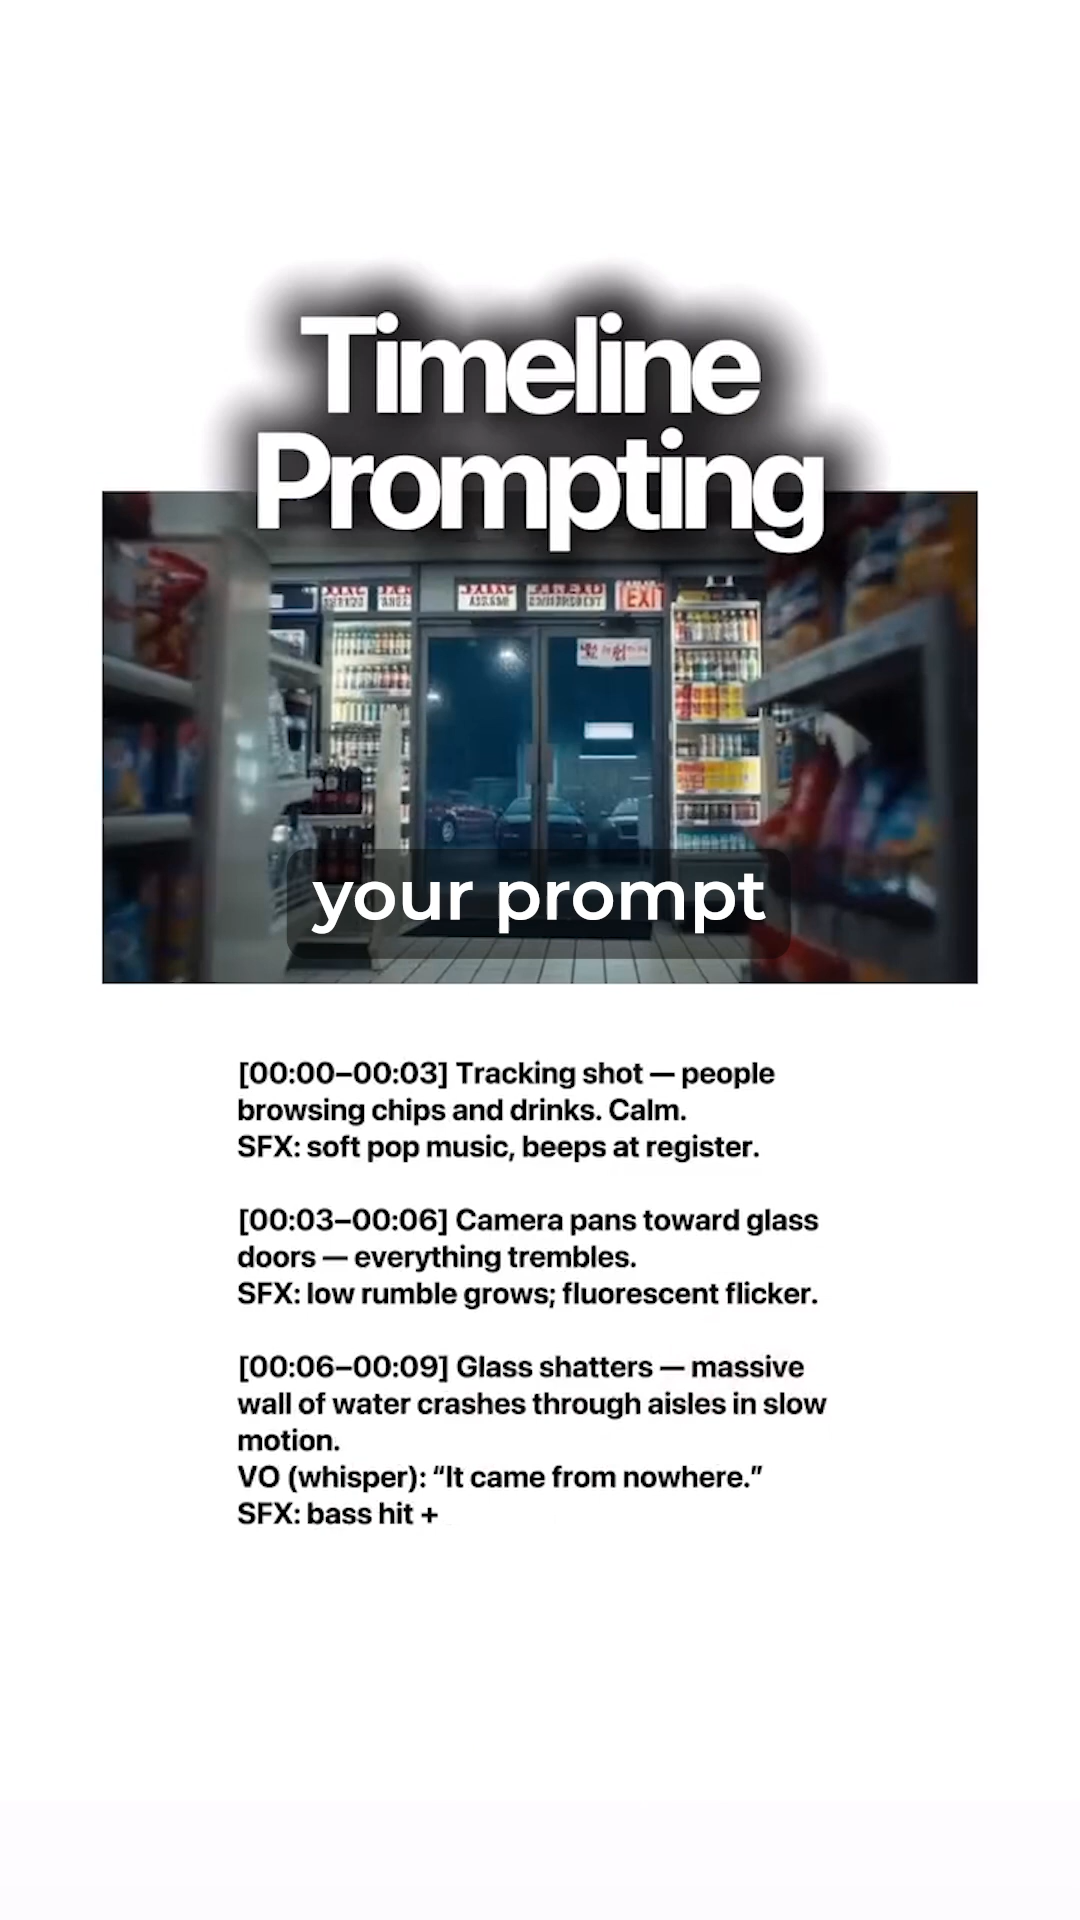 Timeline
Prompting
EXIT
your prompt
[00:00–00:03] Tracking shot — people
browsing chips and drinks. Calm.
SFX: soft pop music, beeps at register.
[00:03–00:06] Camera pans toward glass
doors — everything trembles.
SFX: low rumble grows; fluorescent flicker.
[00:06–00:09] Glass shatters — massive
wall of water crashes through aisles in slow
motion.
VO (whisper): “It came from nowhere.”
SFX: bass hit +